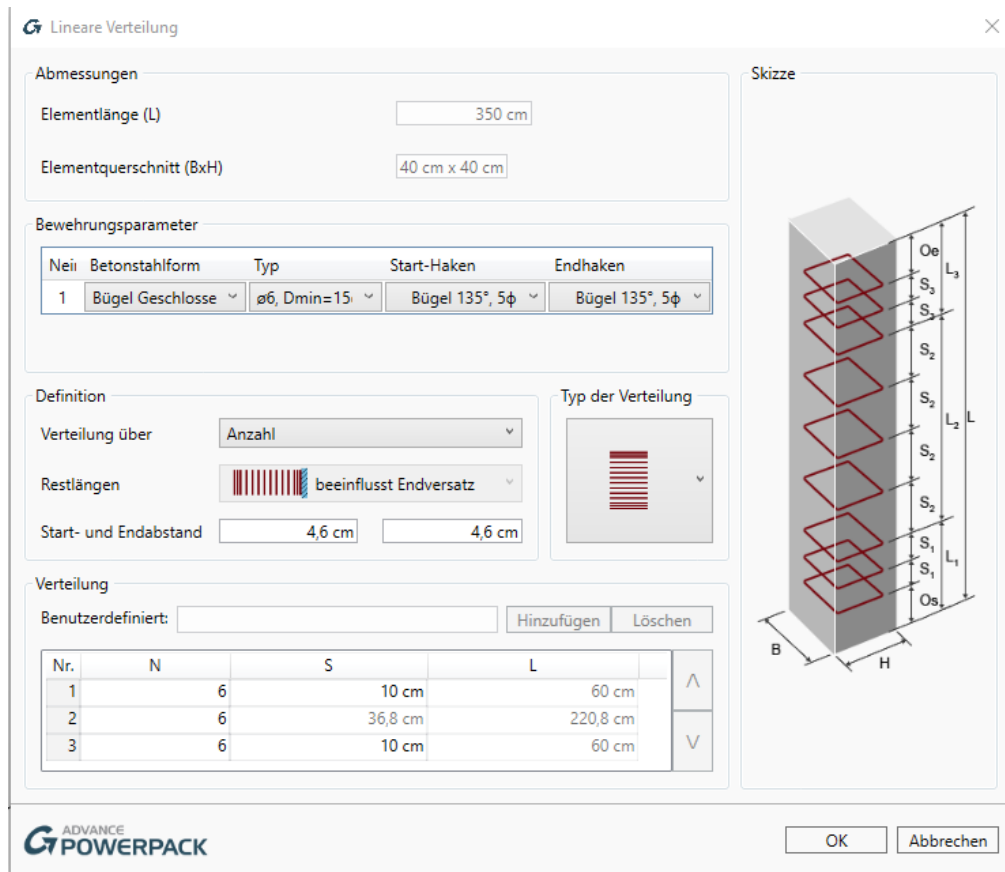 Lineare Verteilung
Abmessungen
Elementlänge (L) 350 cm
Elementquerschnitt (BxH) 40 cm x 40 cm
Bewehrungsparameter
Neii Betonstahlform Typ Start-Haken Endhaken
1 Bügel Geschlosse ø6, Dmin=15 Bügel 135°, 5ф Bügel 135°, 5ф
Definition
Verteilung über Anzahl
Restlängen beeinflusst Endversatz
Start- und Endabstand 4,6 cm 4,6 cm
Typ der Verteilung
Verteilung
Benutzerdefiniert: Hinzufügen Löschen
Nr. N S L
1 6 10 cm 60 cm
2 6 36,8 cm 220,8 cm
3 6 10 cm 60 cm
Skizze
Oe
L3
S3
S3
S2
S2
L2 L
S2
S2
S1
L1
S1
Os
B
H
ADVANCE
POWERPACK
OK Abbrechen